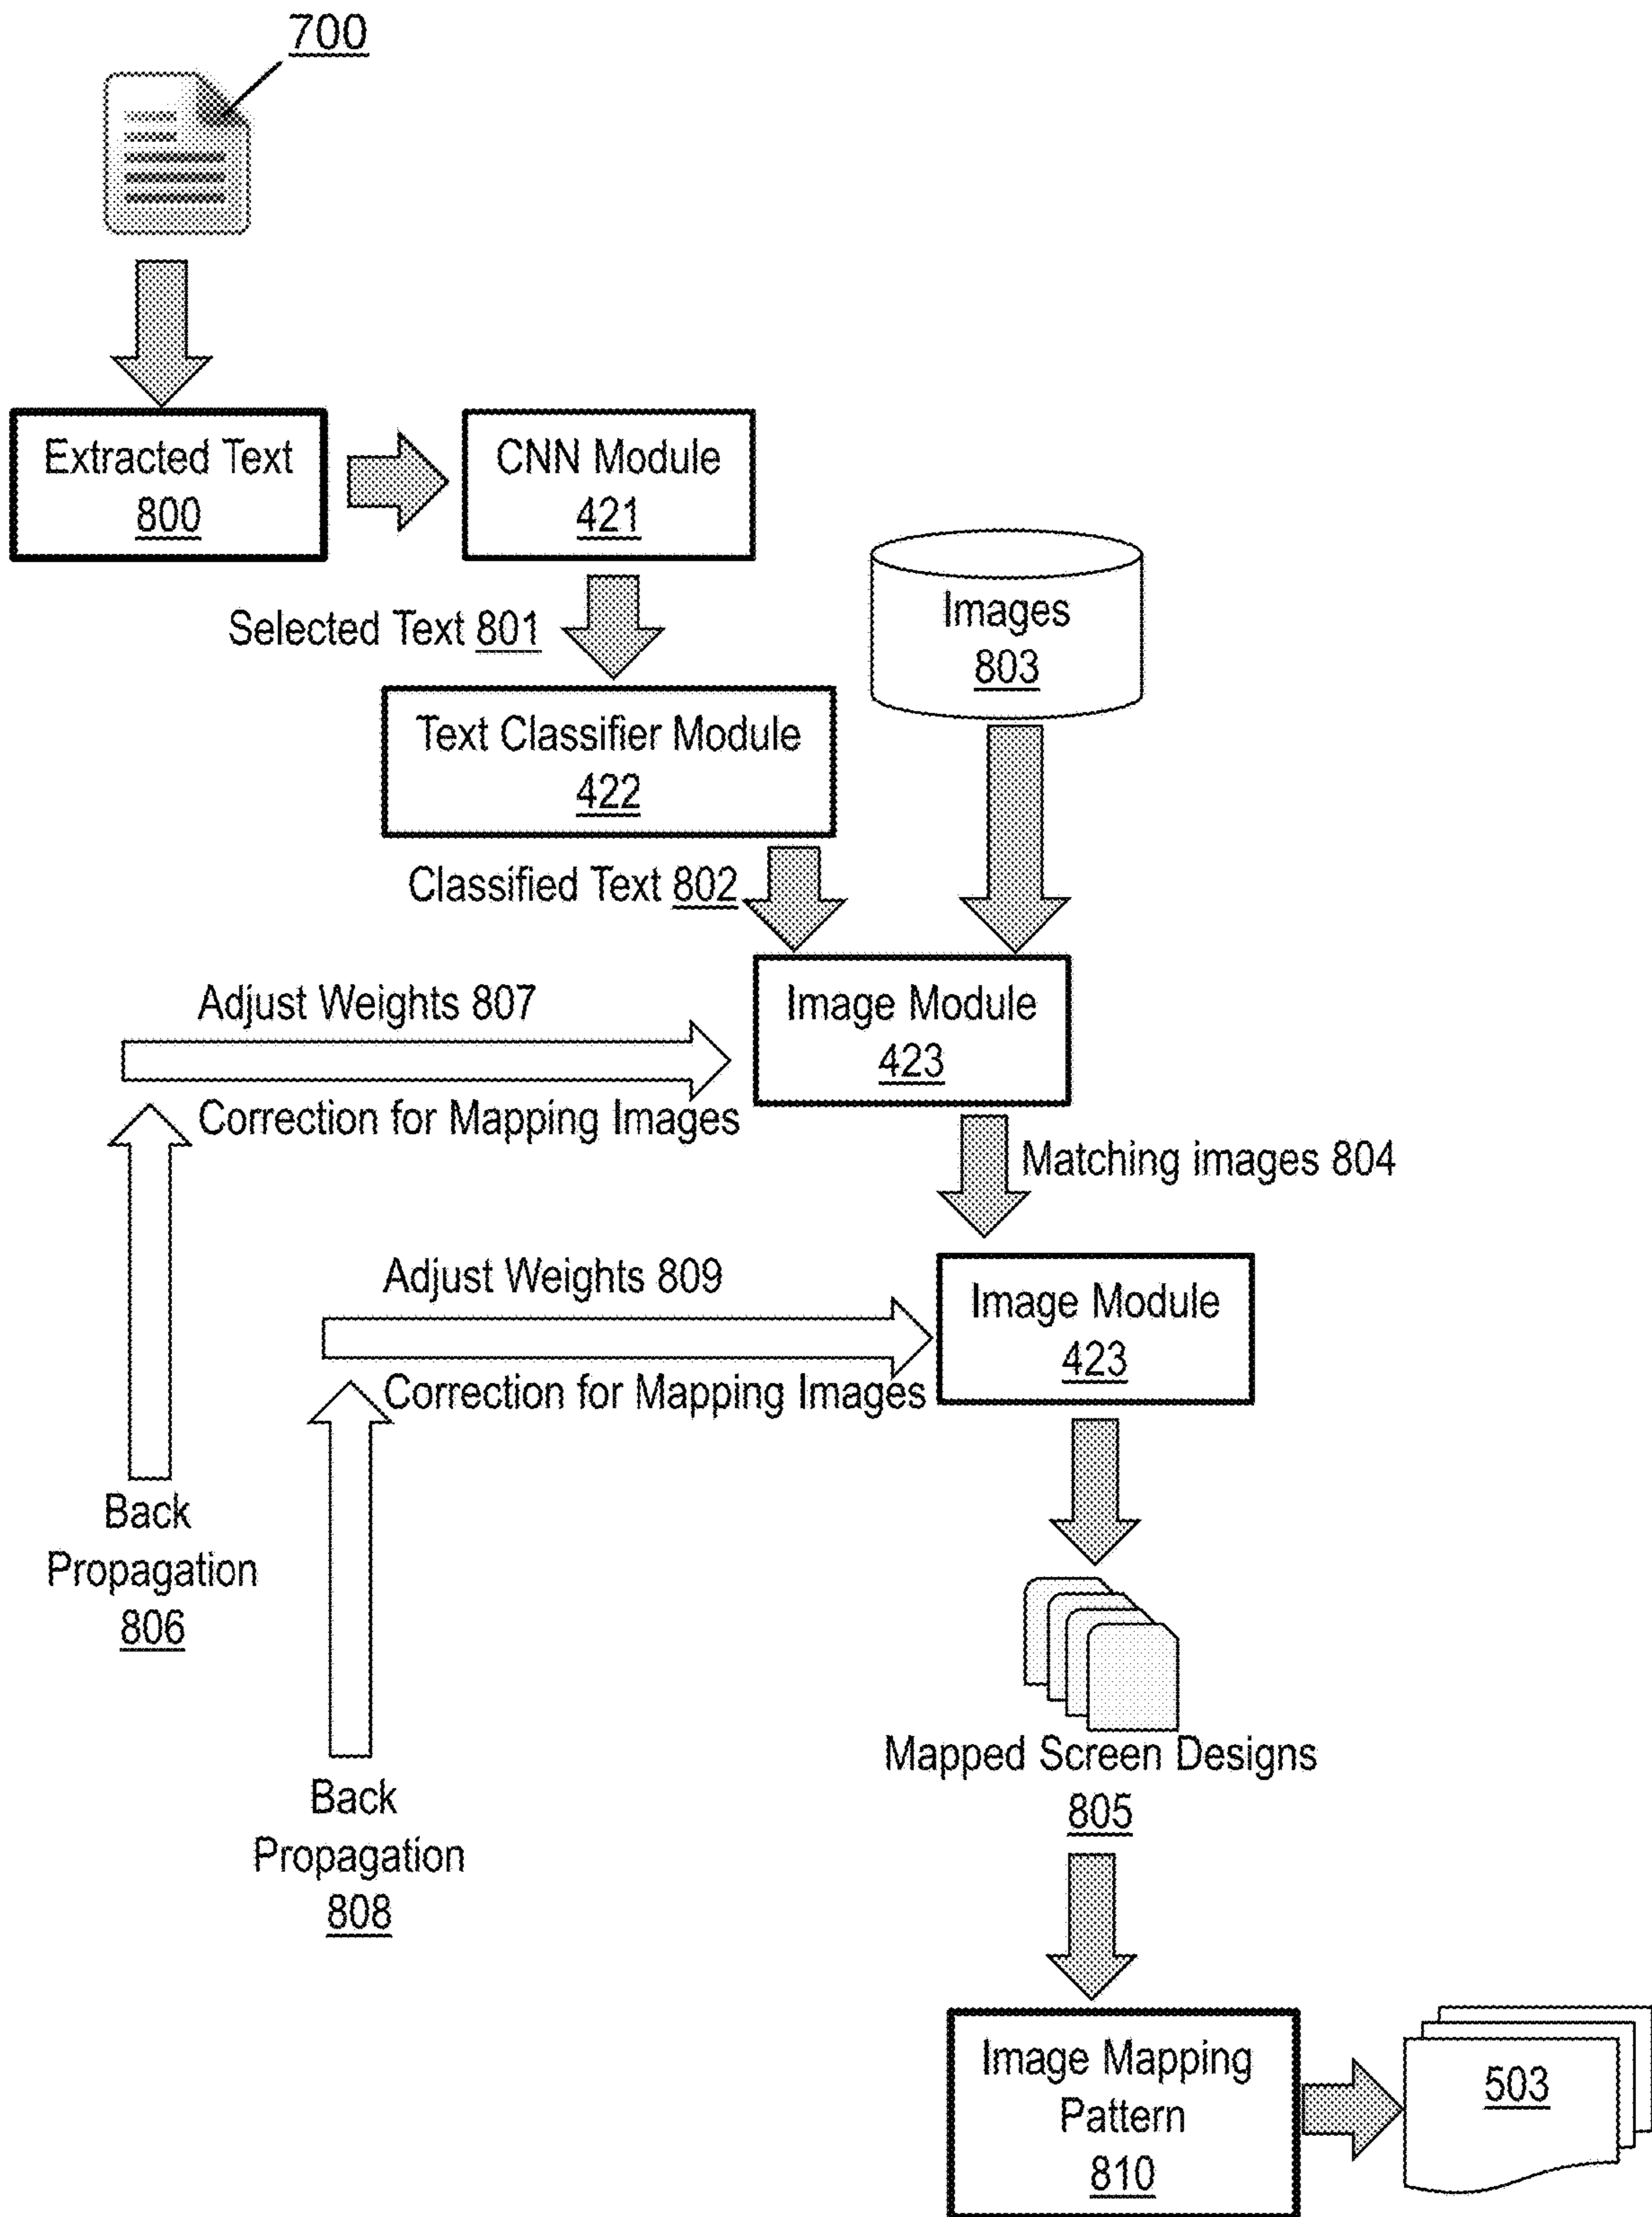 700
Extracted Text
800
CNN Module
421
Selected Text 801
Images
803
Text Classifier Module
422
Classified Text 802
Adjust Weights 807
Image Module
423
Correction for Mapping Images
Matching images 804
Adjust Weights 809
Image Module
423
Correction for Mapping Images
Back
Propagation
806
Mapped Screen Designs
805
Back
Propagation
808
Image Mapping
Pattern
810
503